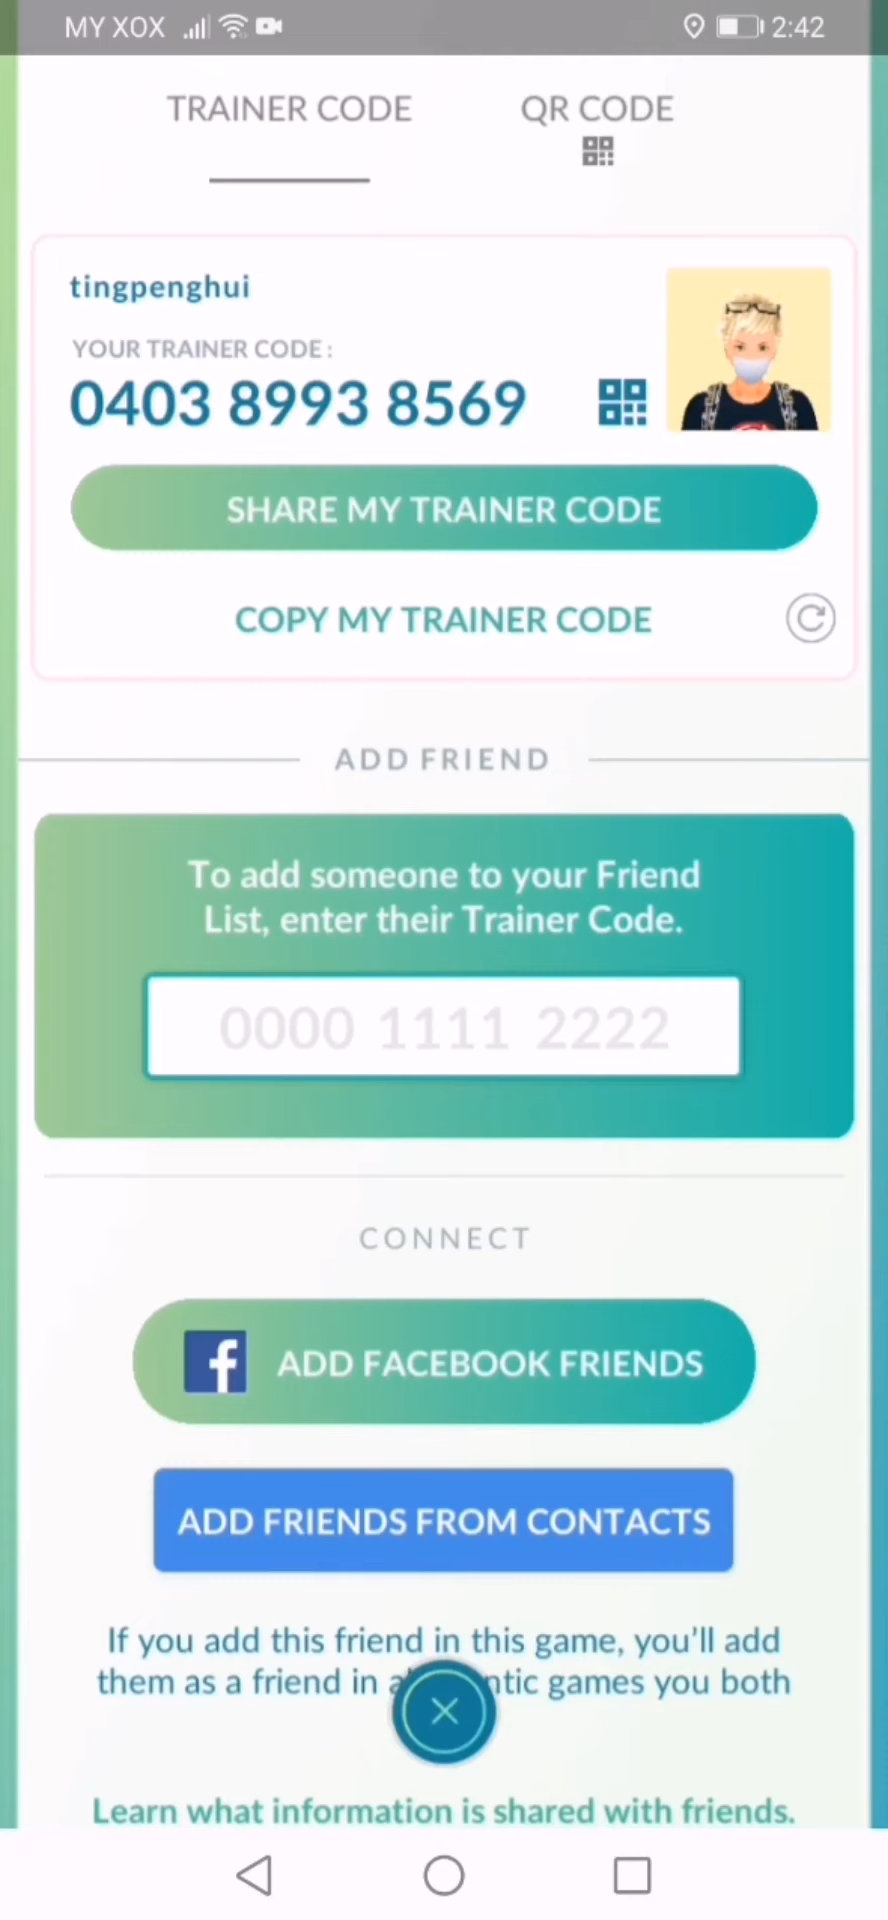 MY XOX 2:42
TRAINER CODE QR CODE
tingpenghui
YOUR TRAINER CODE :
0403 8993 8569
SHARE MY TRAINER CODE
COPY MY TRAINER CODE
ADD FRIEND
To add someone to your Friend
List, enter their Trainer Code.
0000 1111 2222
CONNECT
f ADD FACEBOOK FRIENDS
ADD FRIENDS FROM CONTACTS
If you add this friend in this game, you'll add
them as a friend in games you both
Learn what information is shared with friends.